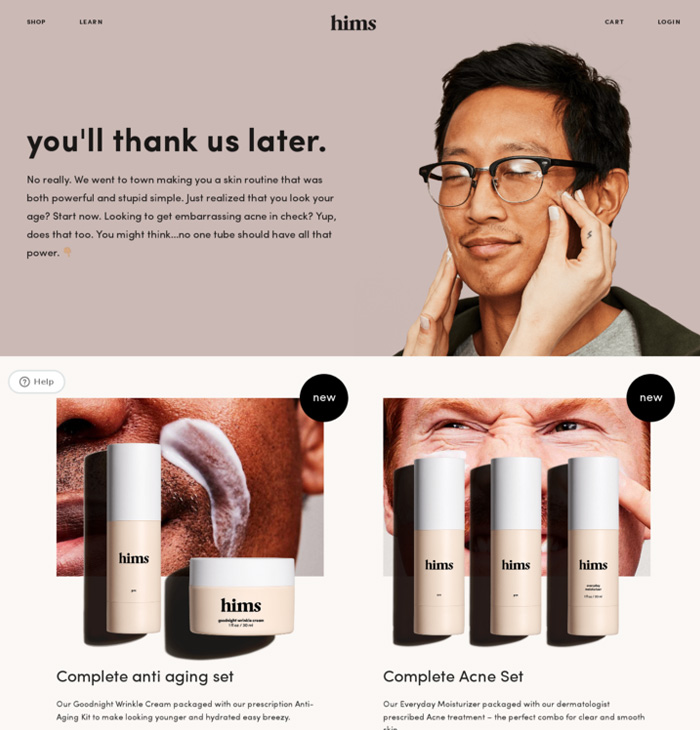 SHOP LEARN hims CART LOGIN
you'll thank us later.
No really. We went to town making you a skin routine that was
both powerful and stupid simple. Just realized that you look your
age? Start now. Looking to get embarrassing acne in check? Yup,
does that too. You might think...no one tube should have all that
power.
Help
new
new
hims
hims
goodnight wrinkle cream
1 fl oz / 30 ml
hims
hims
hims
everyday
moisturizer
1 fl oz / 30 ml
Complete anti aging set
Our Goodnight Wrinkle Cream packaged with our prescription Anti-
Aging Kit to make looking younger and hydrated easy breezy.
Complete Acne Set
Our Everyday Moisturizer packaged with our dermatologist
prescribed Acne treatment – the perfect combo for clear and smooth